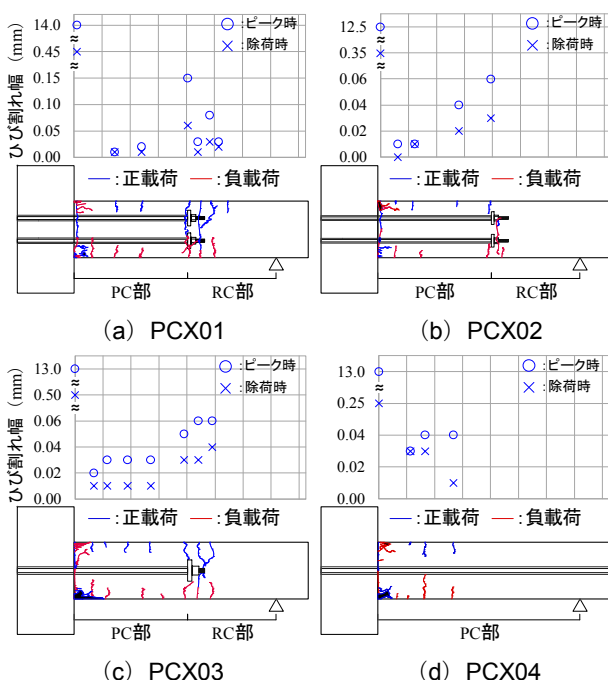 ひび割れ幅（mm）
14.0
0.45
0.15
0.10
0.05
0.00
○:ピーク時
×:除荷時
―:正載荷 ―:負載荷
PC部 RC部
（a）PCX01
12.5
0.35
0.06
0.04
0.02
0.00
○:ピーク時
×:除荷時
―:正載荷 ―:負載荷
PC部 RC部
（b）PCX02
ひび割れ幅（mm）
13.0
0.50
0.06
0.04
0.03
0.00
○:ピーク時
×:除荷時
―:正載荷 ―:負載荷
PC部 RC部
（c）PCX03
13.0
0.25
0.04
0.02
0.00
○:ピーク時
×:除荷時
―:正載荷 ―:負載荷
PC部
（d）PCX04